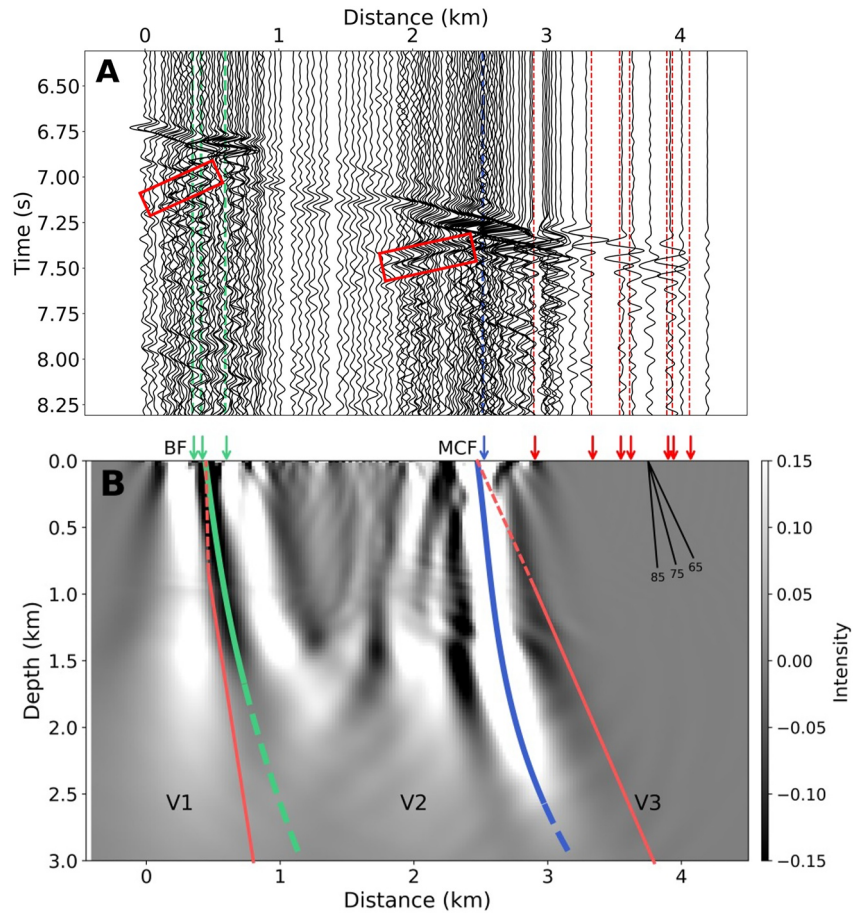 Distance (km)
0 1 2 3 4
A
6.50
6.75
7.00
7.25
7.50
7.75
8.00
8.25
Time (s)
BF MCF
B
0.0
0.5
1.0
1.5
2.0
2.5
3.0
Depth (km)
85 75 65
V1 V2 V3
0 1 2 3 4
Distance (km)
0.15
0.10
0.05
0.00
−0.05
−0.10
−0.15
Intensity